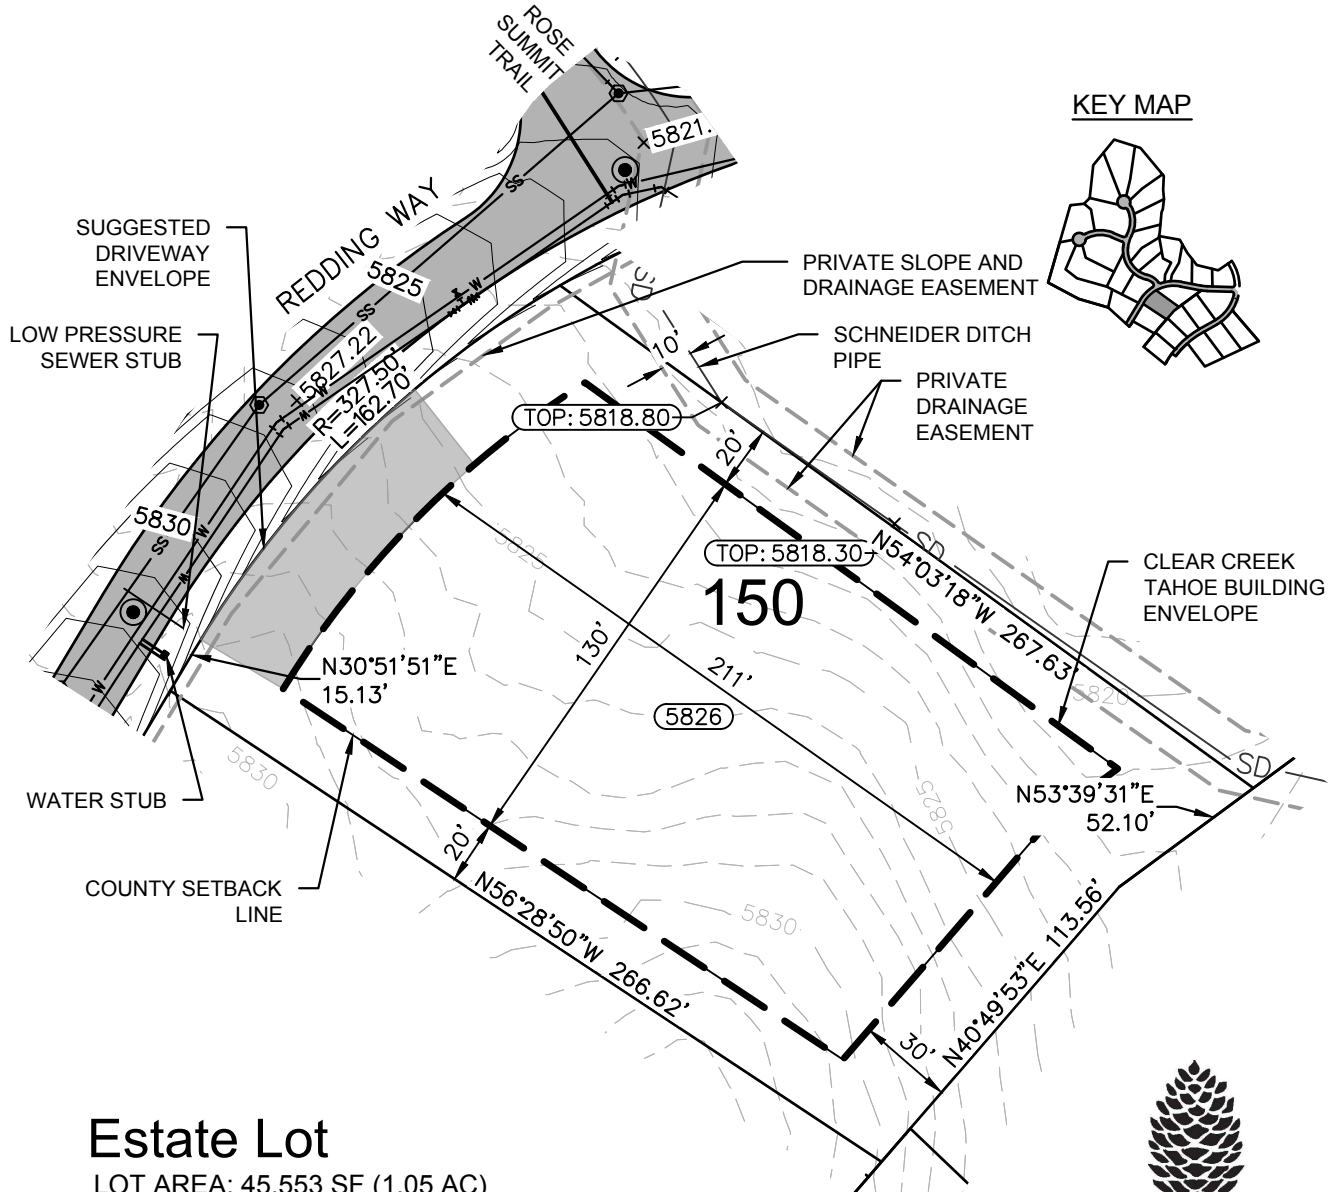 ROSE
SUMMIT
TRAIL
×5821.
KEY MAP
REDDING WAY
SUGGESTED
DRIVEWAY
ENVELOPE
5825
SS
W
SD
PRIVATE SLOPE AND
DRAINAGE EASEMENT
LOW PRESSURE
SEWER STUB
SS
×5827.22
R=327.50'
L=162.70'
10'
SCHNEIDER DITCH
PIPE
PRIVATE
DRAINAGE
EASEMENT
TOP: 5818.80
20'
5830
SS
W
5825
TOP: 5818.30
SD
N54°03'18"W 267.63'
CLEAR CREEK
TAHOE BUILDING
ENVELOPE
150
130'
211'
N30°51'51"E
15.13'
5826
5820
5830
SD
W
WATER STUB
5825
N53°39'31"E
52.10'
20'
COUNTY SETBACK
LINE
N56°28'50"W 266.62'
5830
N40°49'53"E 113.56'
30'
Estate Lot
LOT AREA: 45,553 SF (1.05 AC)